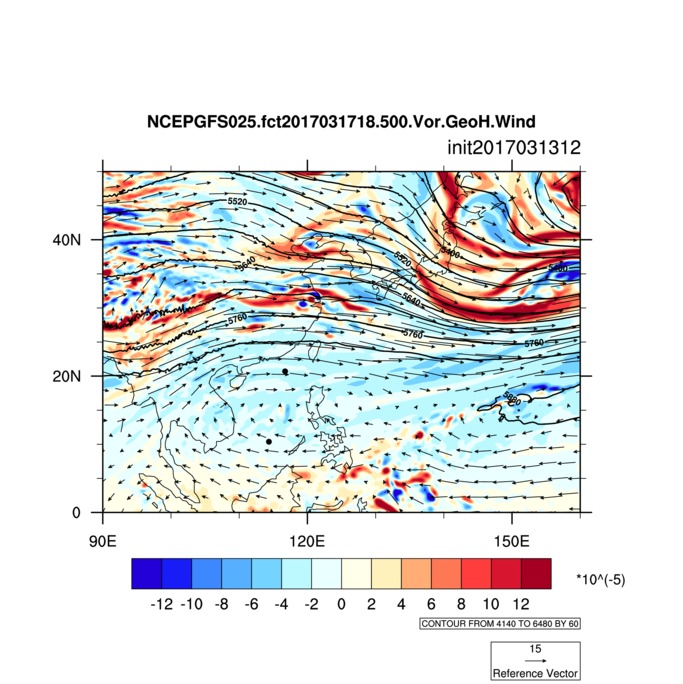 NCEPGFS025.fct2017031718.500.Vor.GeoH.Wind
init2017031312
5520
40N
5520
5400
5640
5640
5760
5760
5760
20N
5880
0
90E 120E 150E
-12 -10 -8 -6 -4 -2 0 2 4 6 8 10 12
*10^(-5)
CONTOUR FROM 4140 TO 6480 BY 60
15
Reference Vector